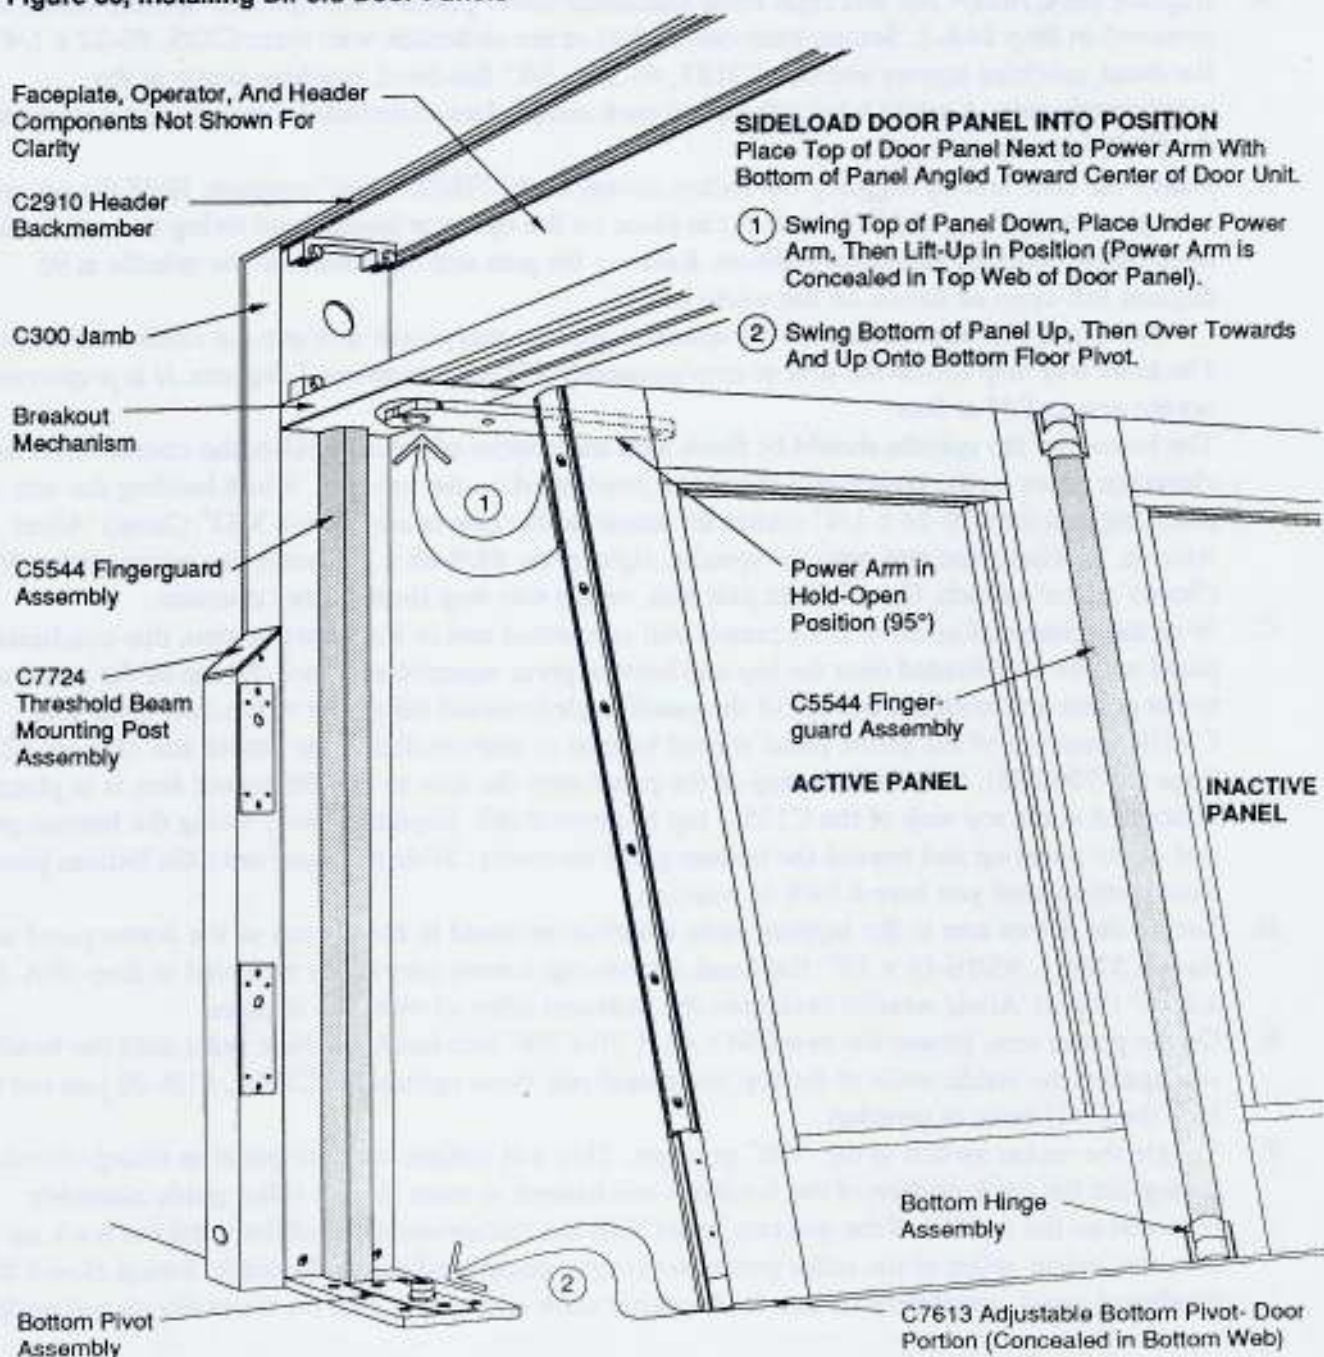 Faceplate, Operator, And Header
Components Not Shown For
Clarity
C2910 Header
Backmember
C300 Jamb
Breakout
Mechanism
C5544 Fingerguard
Assembly
C7724
Threshold Beam
Mounting Post
Assembly
Bottom Pivot
Assembly
SIDELOAD DOOR PANEL INTO POSITION
Place Top of Door Panel Next to Power Arm With
Bottom of Panel Angled Toward Center of Door Unit.
1 Swing Top of Panel Down, Place Under Power
Arm, Then Lift-Up in Position (Power Arm is
Concealed in Top Web of Door Panel).
2 Swing Bottom of Panel Up, Then Over Towards
And Up Onto Bottom Floor Pivot.
1
Power Arm in
Hold-Open
Position (95°)
C5544 Finger-
guard Assembly
ACTIVE PANEL
INACTIVE
PANEL
Bottom Hinge
Assembly
2
C7613 Adjustable Bottom Pivot- Door
Portion (Concealed in Bottom Web)